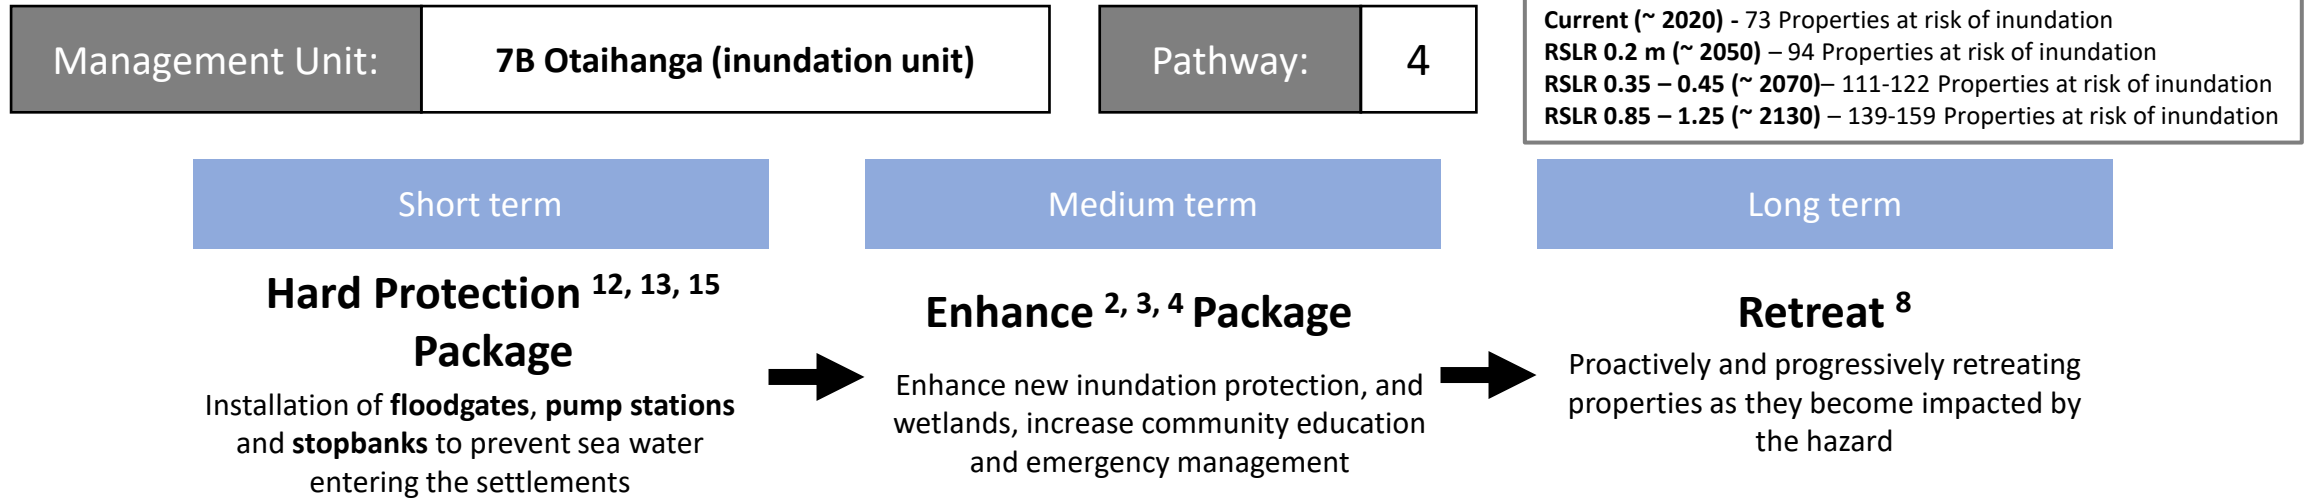 Management Unit:
7B Otaihanga (inundation unit)
Pathway:
4
Current (~ 2020) - 73 Properties at risk of inundation
RSLR 0.2 m (~ 2050) – 94 Properties at risk of inundation
RSLR 0.35 – 0.45 (~ 2070)– 111-122 Properties at risk of inundation
RSLR 0.85 – 1.25 (~ 2130) – 139-159 Properties at risk of inundation
Short term
Hard Protection 12, 13, 15
Package
Installation of floodgates, pump stations
and stopbanks to prevent sea water
entering the settlements
Medium term
Enhance 2, 3, 4 Package
Enhance new inundation protection, and
wetlands, increase community education
and emergency management
Long term
Retreat 8
Proactively and progressively retreating
properties as they become impacted by
the hazard